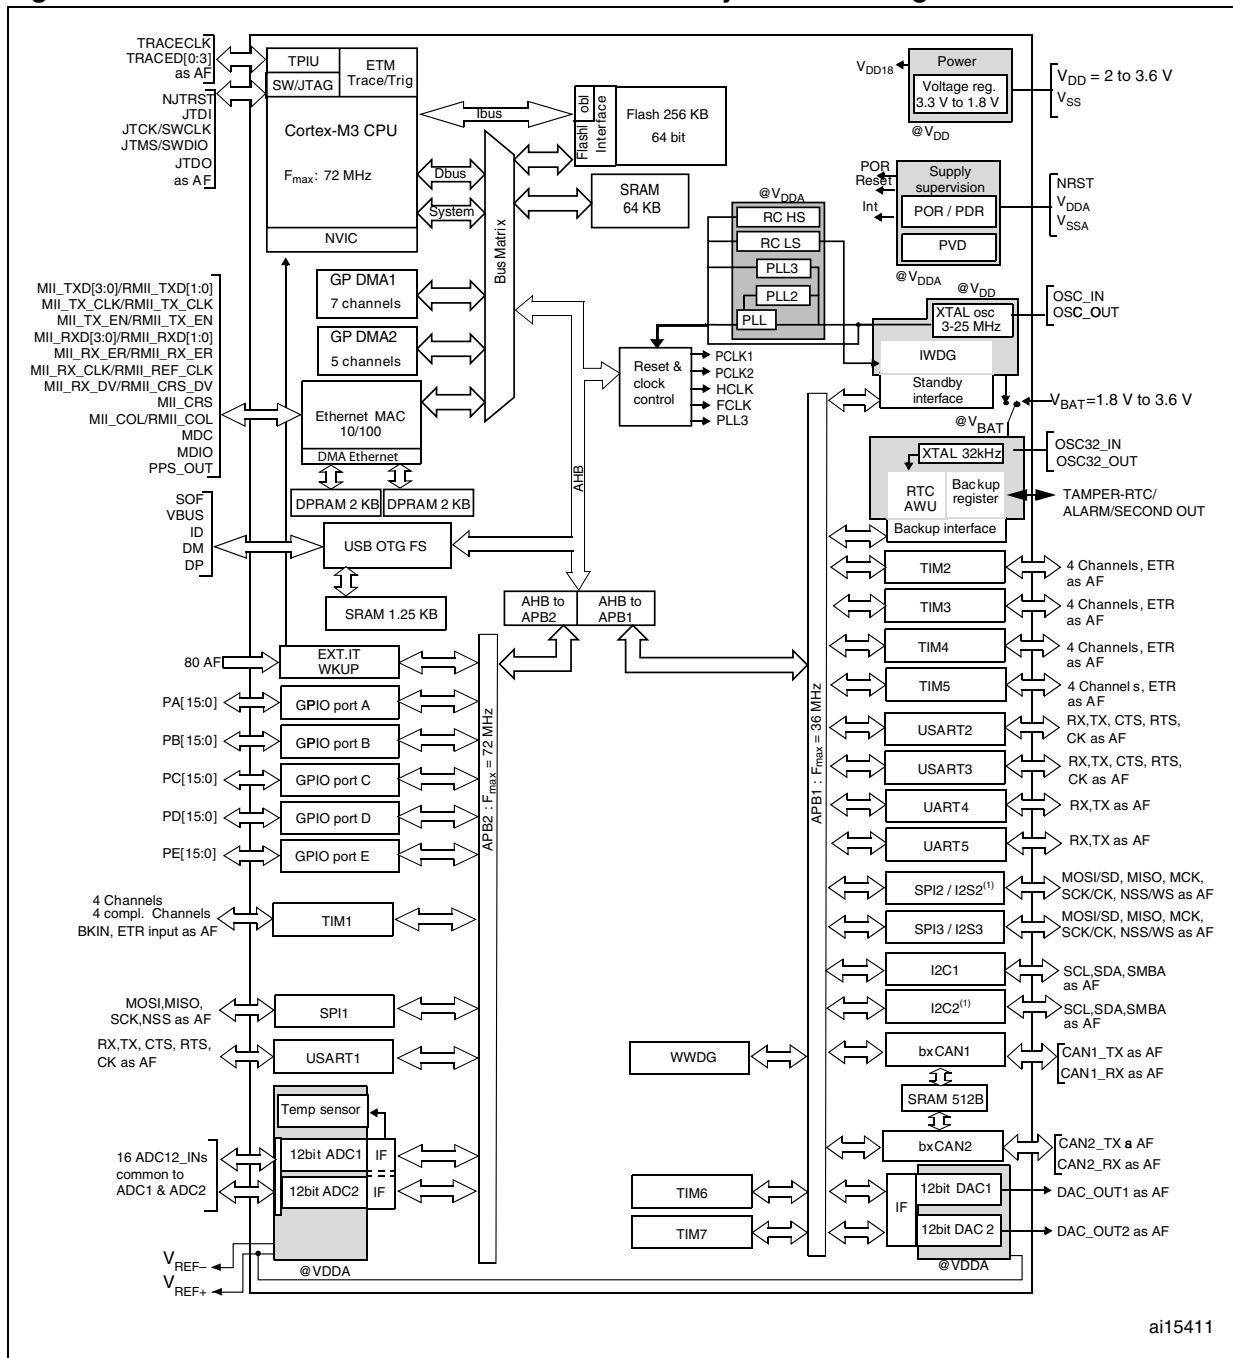 TRACECLK
TRACED[0:3]
as AF
NJTRST
JTDI
JTCK/SWCLK
JTMS/SWDIO
JTDO
as AF
TPIU
ETM
Trace/Trig
SW/JTAG
Cortex-M3 CPU
Fmax: 72 MHz
NVIC
Ibus
Dbus
System
Bus Matrix
Flashl
obl
Interface
Flash 256 KB
64 bit
SRAM
64 KB
GP DMA1
7 channels
GP DMA2
5 channels
MII_TXD[3:0]/RMII_TXD[1:0]
MII_TX_CLK/RMII_TX_CLK
MII_TX_EN/RMII_TX_EN
MII_RXD[3:0]/RMII_RXD[1:0]
MII_RX_ER/RMII_RX_ER
MII_RX_CLK/RMII_REF_CLK
MII_RX_DV/RMII_CRS_DV
MII_CRS
MII_COL/RMII_COL
MDC
MDIO
PPS_OUT
Ethernet MAC
10/100
DMA Ethernet
DPRAM 2 KB
DPRAM 2 KB
SOF
VBUS
ID
DM
DP
USB OTG FS
SRAM 1.25 KB
AHB
@VDDA
RC HS
RC LS
PLL3
PLL2
PLL
Reset &
clock
control
PCLK1
PCLK2
HCLK
FCLK
PLL3
VDD18
Power
Voltage reg.
3.3 V to 1.8 V
@VDD
VDD = 2 to 3.6 V
VSS
POR
Reset
Int
Supply
supervision
POR / PDR
PVD
@VDDA
NRST
VDDA
VSSA
@VDD
XTAL osc
3-25 MHz
OSC_IN
OSC_OUT
IWDG
Standby
interface
VBAT=1.8 V to 3.6 V
@VBAT
XTAL 32kHz
OSC32_IN
OSC32_OUT
RTC
AWU
Backup
register
Backup interface
TAMPER-RTC/
ALARM/SECOND OUT
AHB to
APB2
AHB to
APB1
80 AF
EXT.IT
WKUP
PA[15:0]
GPIO port A
PB[15:0]
GPIO port B
PC[15:0]
GPIO port C
PD[15:0]
GPIO port D
PE[15:0]
GPIO port E
4 Channels
4 compl. Channels
BKIN, ETR input as AF
TIM1
MOSI,MISO,
SCK,NSS as AF
SPI1
RX,TX, CTS, RTS,
CK as AF
USART1
Temp sensor
16 ADC12_INs
common to
ADC1 & ADC2
12bit ADC1
IF
12bit ADC2
IF
VREF–
VREF+
@VDDA
APB2 : Fmax = 72 MHz
APB1 : Fmax = 36 MHz
WWDG
TIM6
TIM7
TIM2
4 Channels, ETR
as AF
TIM3
4 Channels, ETR
as AF
TIM4
4 Channels, ETR
as AF
TIM5
4 Channels, ETR
as AF
USART2
RX,TX, CTS, RTS,
CK as AF
USART3
RX,TX, CTS, RTS,
CK as AF
UART4
RX,TX as AF
UART5
RX,TX as AF
SPI2 / I2S2(1)
MOSI/SD, MISO, MCK,
SCK/CK, NSS/WS as AF
SPI3 / I2S3
MOSI/SD, MISO, MCK,
SCK/CK, NSS/WS as AF
I2C1
SCL,SDA,SMBA
as AF
I2C2(1)
SCL,SDA,SMBA
as AF
bxCAN1
CAN1_TX as AF
CAN1_RX as AF
SRAM 512B
bxCAN2
CAN2_TX a AF
CAN2_RX as AF
IF
12bit DAC1
DAC_OUT1 as AF
12bit DAC 2
DAC_OUT2 as AF
@VDDA
ai15411